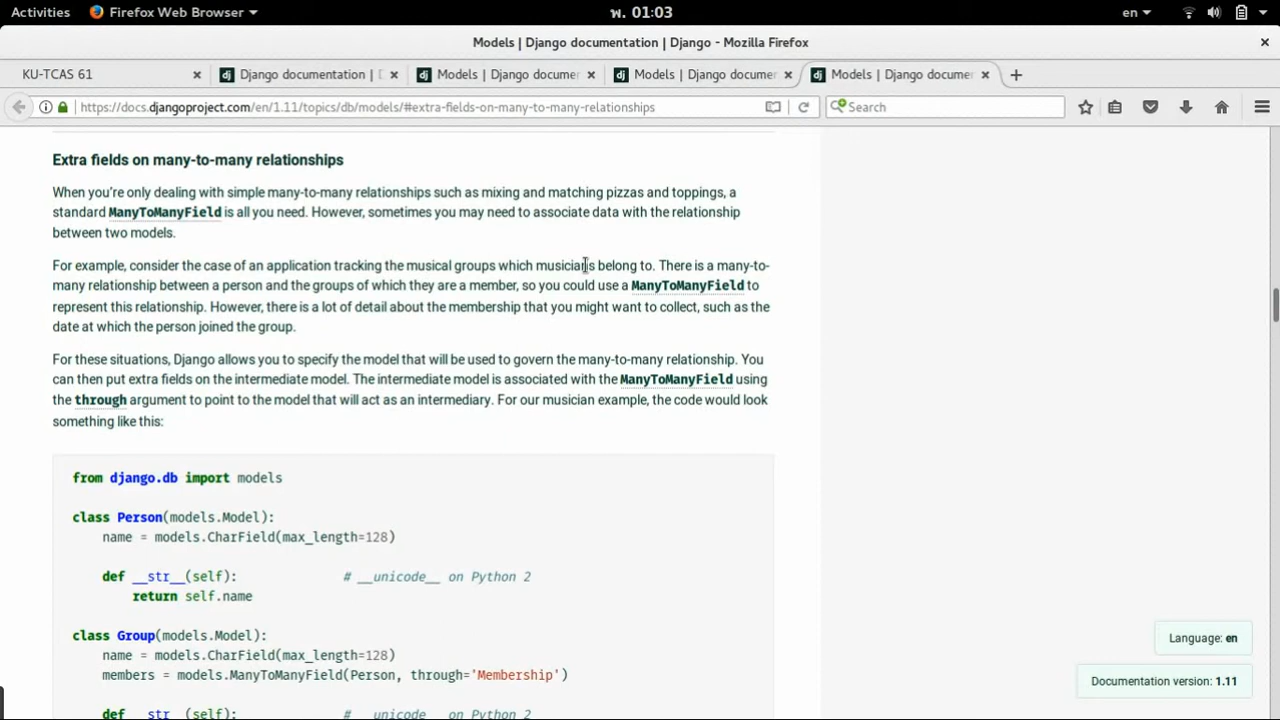 Activities Firefox Web Browser พ. 01:03 en
Models | Django documentation | Django - Mozilla Firefox
KU-TCAS 61 Django documentation | D Models | Django documen Models | Django documen Models | Django documen
https://docs.djangoproject.com/en/1.11/topics/db/models/#extra-fields-on-many-to-many-relationships Search
Extra fields on many-to-many relationships
When you're only dealing with simple many-to-many relationships such as mixing and matching pizzas and toppings, a
standard ManyToManyField is all you need. However, sometimes you may need to associate data with the relationship
between two models.
For example, consider the case of an application tracking the musical groups which musicians belong to. There is a many-to-
many relationship between a person and the groups of which they are a member, so you could use a ManyToManyField to
represent this relationship. However, there is a lot of detail about the membership that you might want to collect, such as the
date at which the person joined the group.
For these situations, Django allows you to specify the model that will be used to govern the many-to-many relationship. You
can then put extra fields on the intermediate model. The intermediate model is associated with the ManyToManyField using
the through argument to point to the model that will act as an intermediary. For our musician example, the code would look
something like this:
from django.db import models
class Person(models.Model):
name = models.CharField(max_length=128)
def __str__(self): # __unicode__ on Python 2
return self.name
class Group(models.Model):
name = models.CharField(max_length=128)
members = models.ManyToManyField(Person, through='Membership')
def __str__(self): # __unicode__ on Python 2
Language: en
Documentation version: 1.11